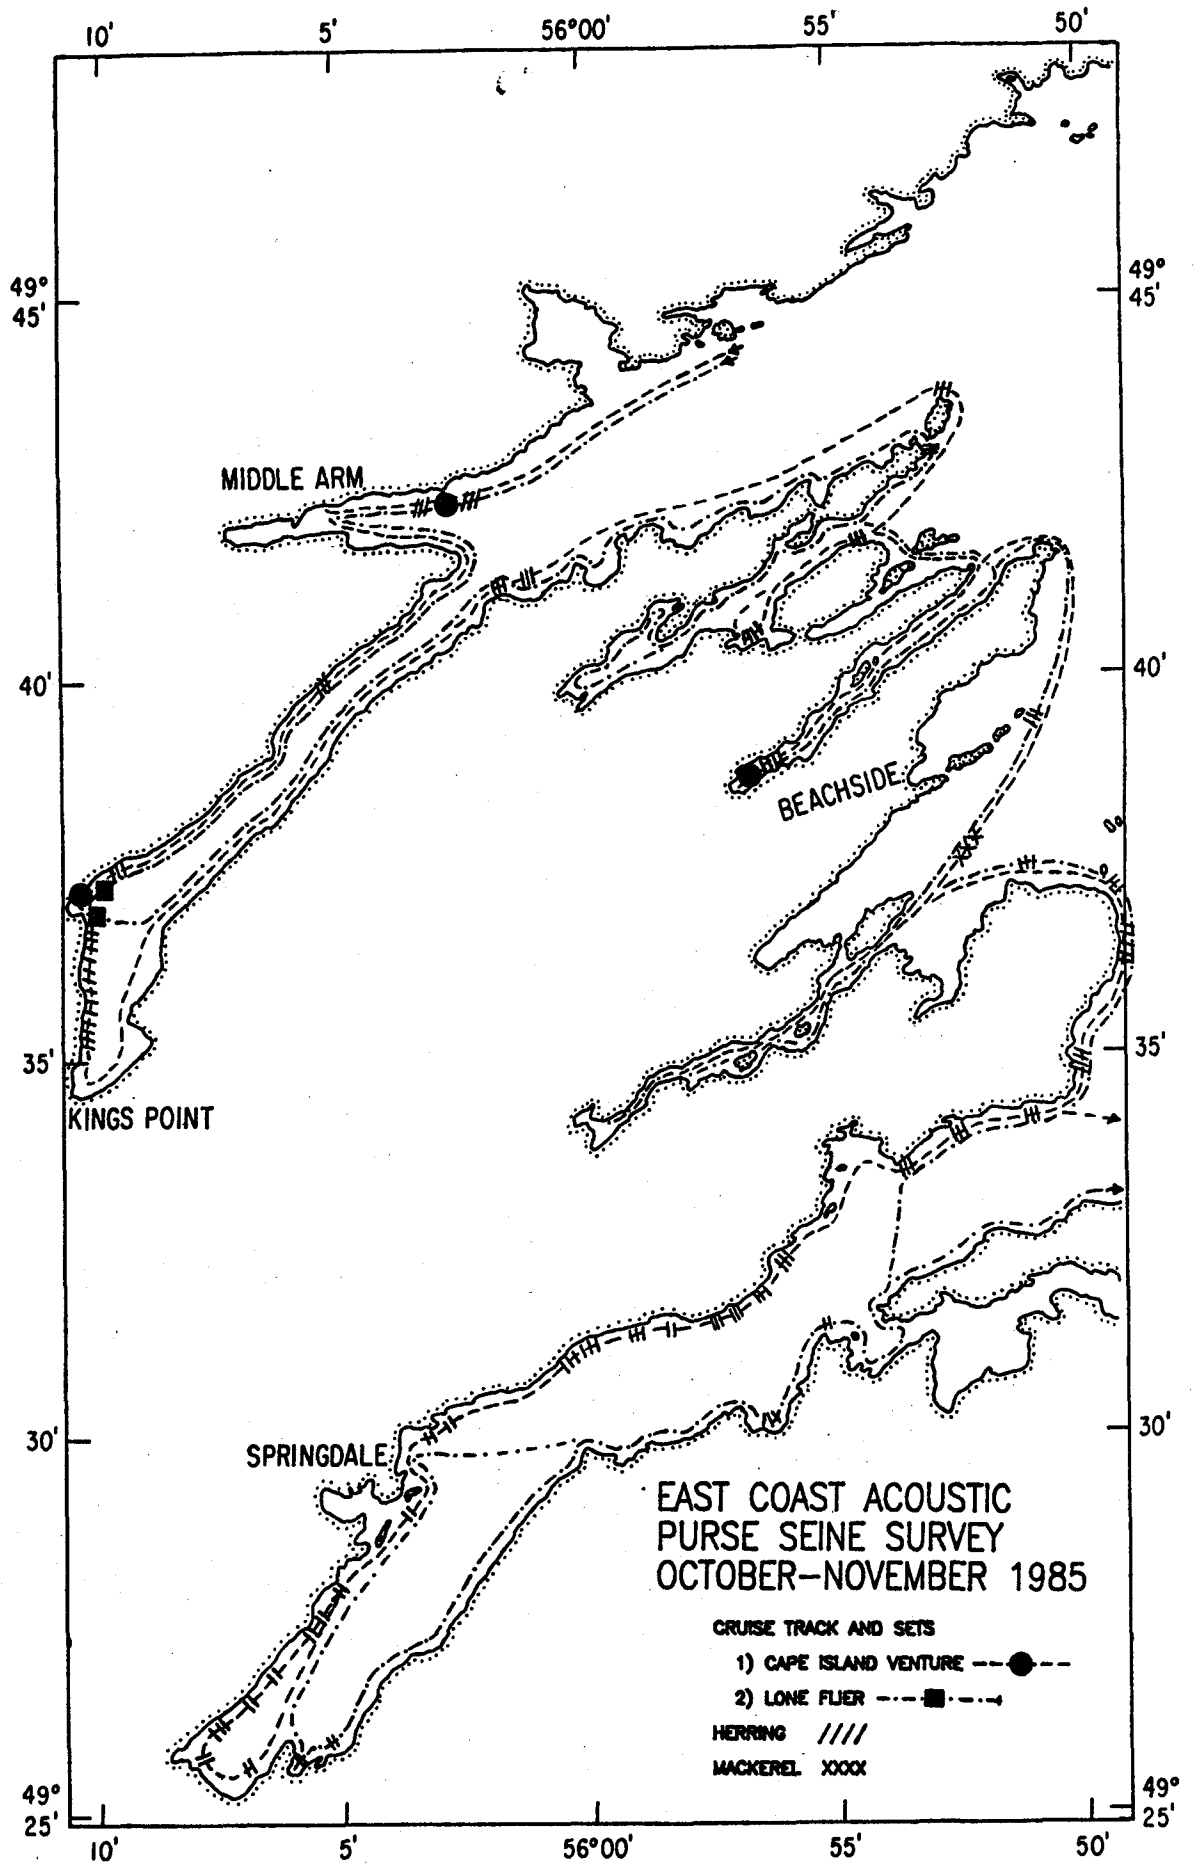 10' 5' 56°00' 55' 50'
49° 49°
45' 45'
MIDDLE ARM
40' 40'
BEACHSIDE
35' 35'
KINGS POINT
30' 30'
SPRINGDALE
EAST COAST ACOUSTIC
PURSE SEINE SURVEY
OCTOBER-NOVEMBER 1985
CRUISE TRACK AND SETS
1) CAPE ISLAND VENTURE
2) LONE FLIER
HERRING ////
MACKEREL XXXX
49° 49°
25' 25'
10' 5' 56°00' 55' 50'